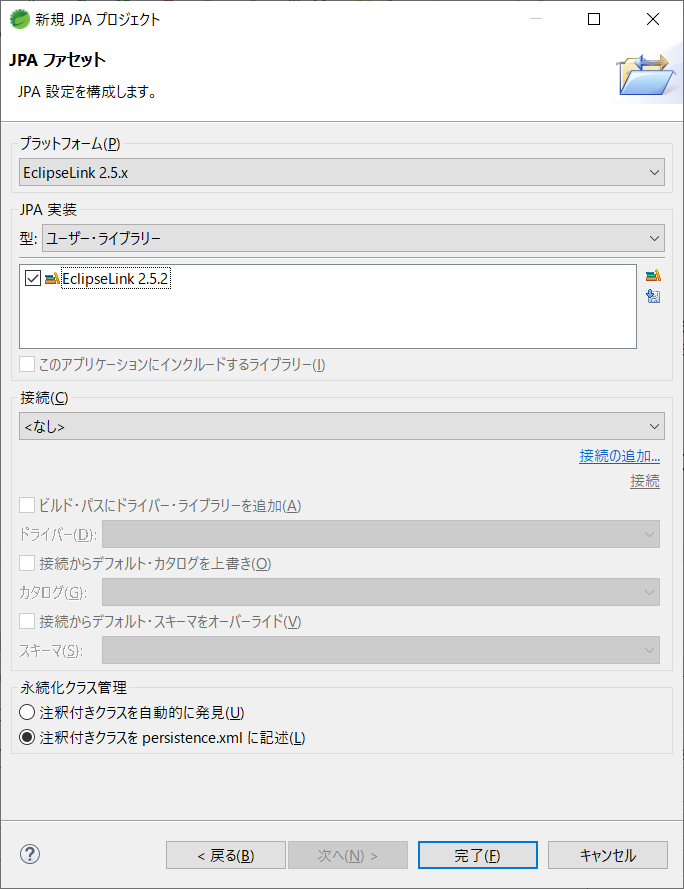 新規 JPA プロジェクト
JPA ファセット
JPA 設定を構成します。
プラットフォーム(P)
EclipseLink 2.5.x
JPA 実装
型: ユーザー・ライブラリー
EclipseLink 2.5.2
このアプリケーションにインクルードするライブラリー(I)
接続(C)
<なし>
接続の追加...
接続
ビルド・パスにドライバー・ライブラリーを追加(A)
ドライバー(D):
接続からデフォルト・カタログを上書き(O)
カタログ(G):
接続からデフォルト・スキーマをオーバーライド(V)
スキーマ(S):
永続化クラス管理
注釈付きクラスを自動的に発見(U)
注釈付きクラスを persistence.xml に記述(L)
? < 戻る(B) 次へ(N) > 完了(F) キャンセル